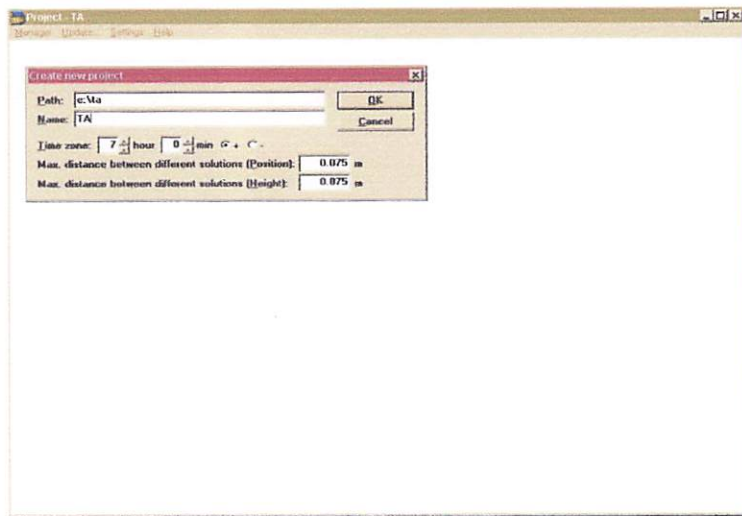 Project - TA
Manager Update... Settings Help
Create new project
Path: e:\ta
OK
Name: TA
Cancel
Time zone: 7 hour 0 min + -
Max. distance between different solutions (Position): 0.075 m
Max. distance between different solutions (Height): 0.075 m